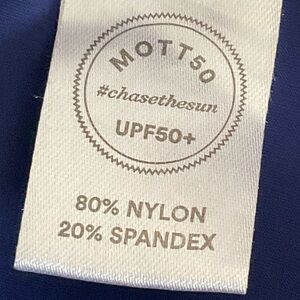 MOTT50
#chasethesun
UPF50+
80% NYLON
20% SPANDEX